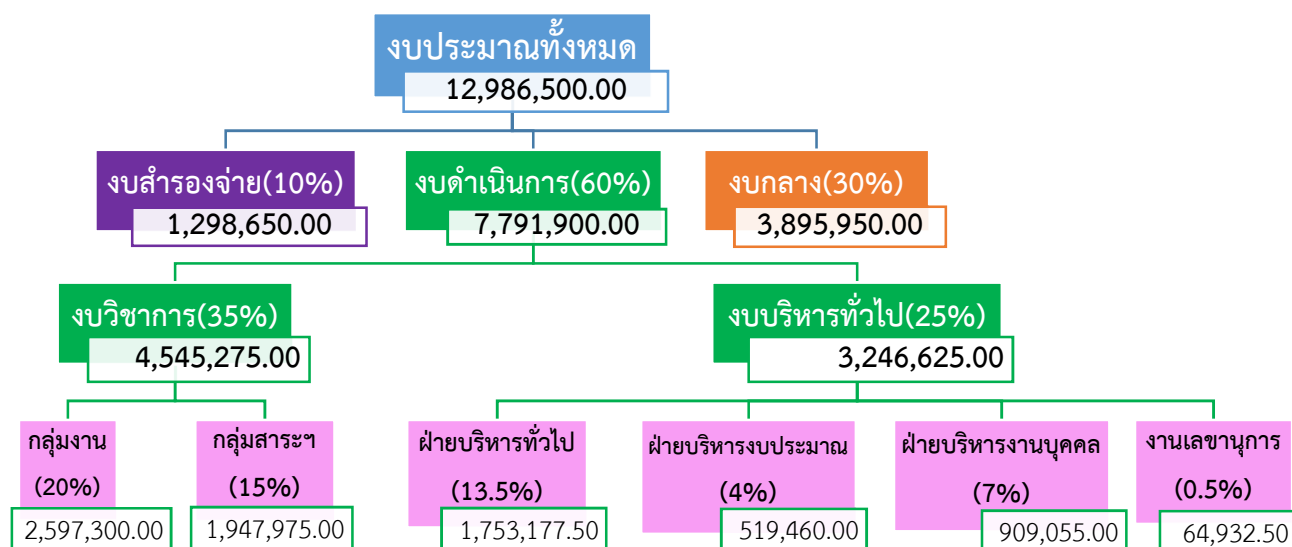 งบประมาณทั้งหมด
12,986,500.00
งบสำรองจ่าย(10%)
1,298,650.00
งบดำเนินการ(60%)
7,791,900.00
งบกลาง(30%)
3,895,950.00
งบวิชาการ(35%)
4,545,275.00
งบบริหารทั่วไป(25%)
3,246,625.00
กลุ่มงาน
(20%)
2,597,300.00
กลุ่มสาระฯ
(15%)
1,947,975.00
ฝ่ายบริหารทั่วไป
(13.5%)
1,753,177.50
ฝ่ายบริหารงบประมาณ
(4%)
519,460.00
ฝ่ายบริหารงานบุคคล
(7%)
909,055.00
งานเลขานุการ
(0.5%)
64,932.50